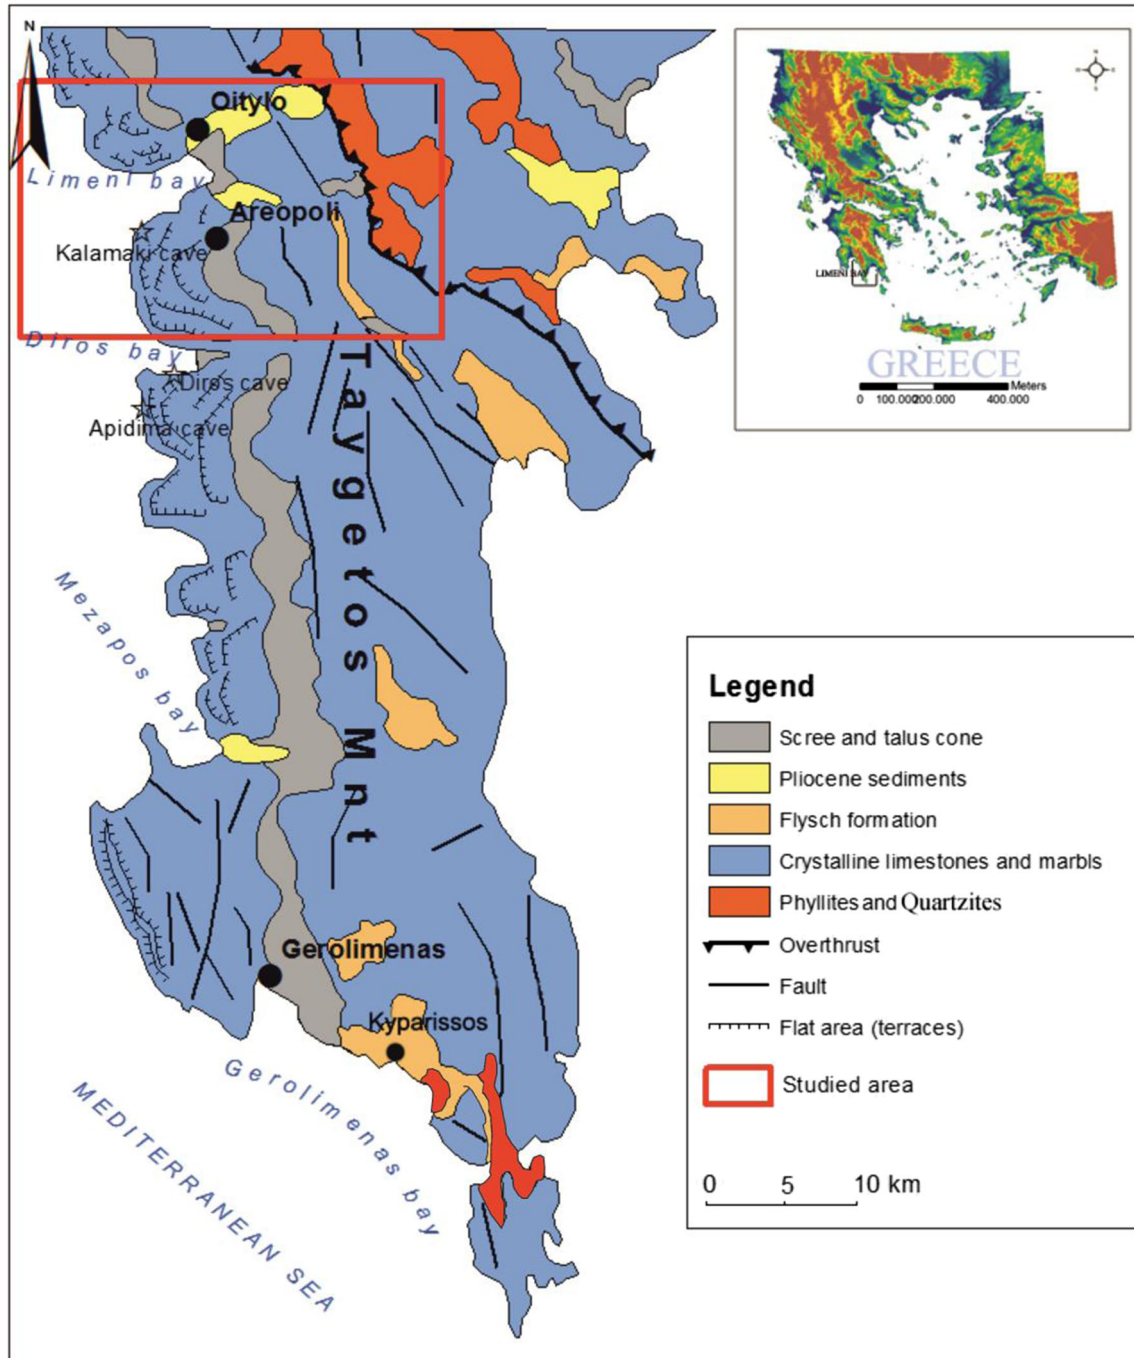 N
Oitylo
Limeni bay
Areopoli
Kalamaki cave
Diros bay
Diros cave
Apidima cave
Taygetos Mnt
Mezapos bay
Gerolimenas
Kyparissos
Gerolimenas bay
MEDITERRANEAN SEA
N
LIMENI BAY
GREECE
Meters
0 100.000 200.000 400.000
Legend
Scree and talus cone
Pliocene sediments
Flysch formation
Crystalline limestones and marbls
Phyllites and Quartzites
Overthrust
Fault
Flat area (terraces)
Studied area
0 5 10 km